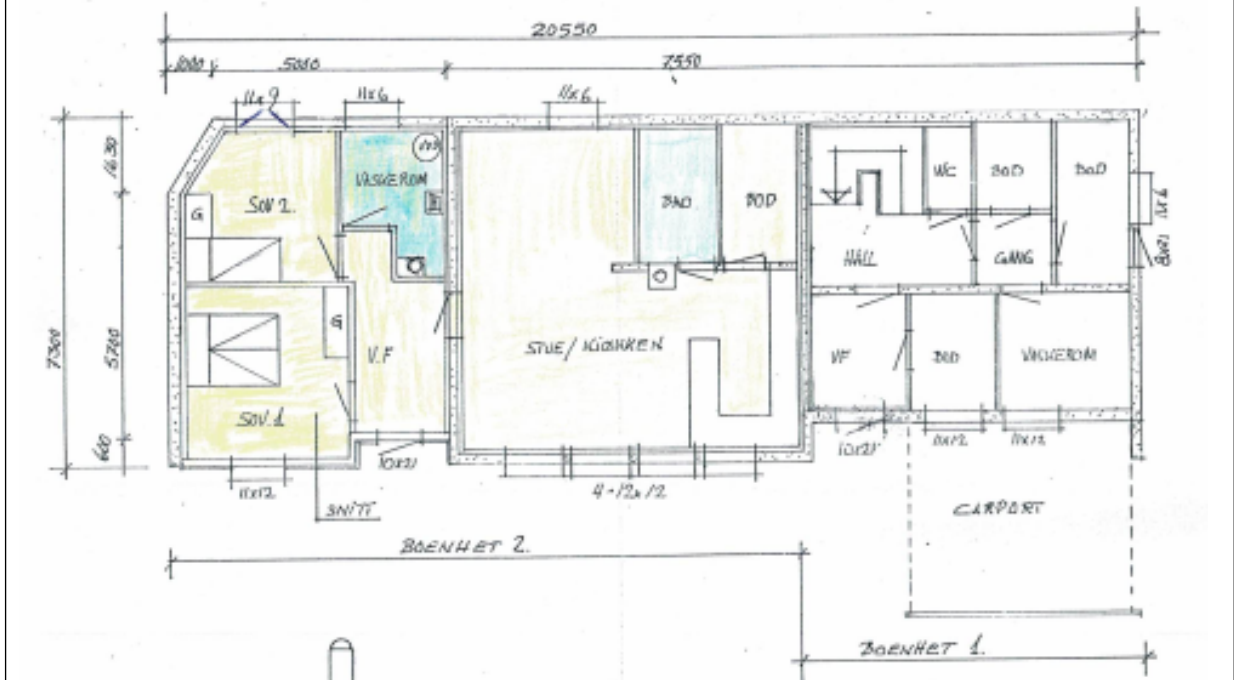 20550
1000
5000
7550
11x9
11x6
11x6
1630
7300
5700
600
G
SOV 2.
VASKEROM
BAD
BOD
WC
BOD
BOD
11x6
HALL
GANG
G
V.F
STUE/KJØKKEN
VF
BOD
VASKEROM
SOV.1
10x21
10x21
11x12
11x12
11x12
4-12x12
SNITT
CARPORT
BOENHET 2.
BOENHET 1.